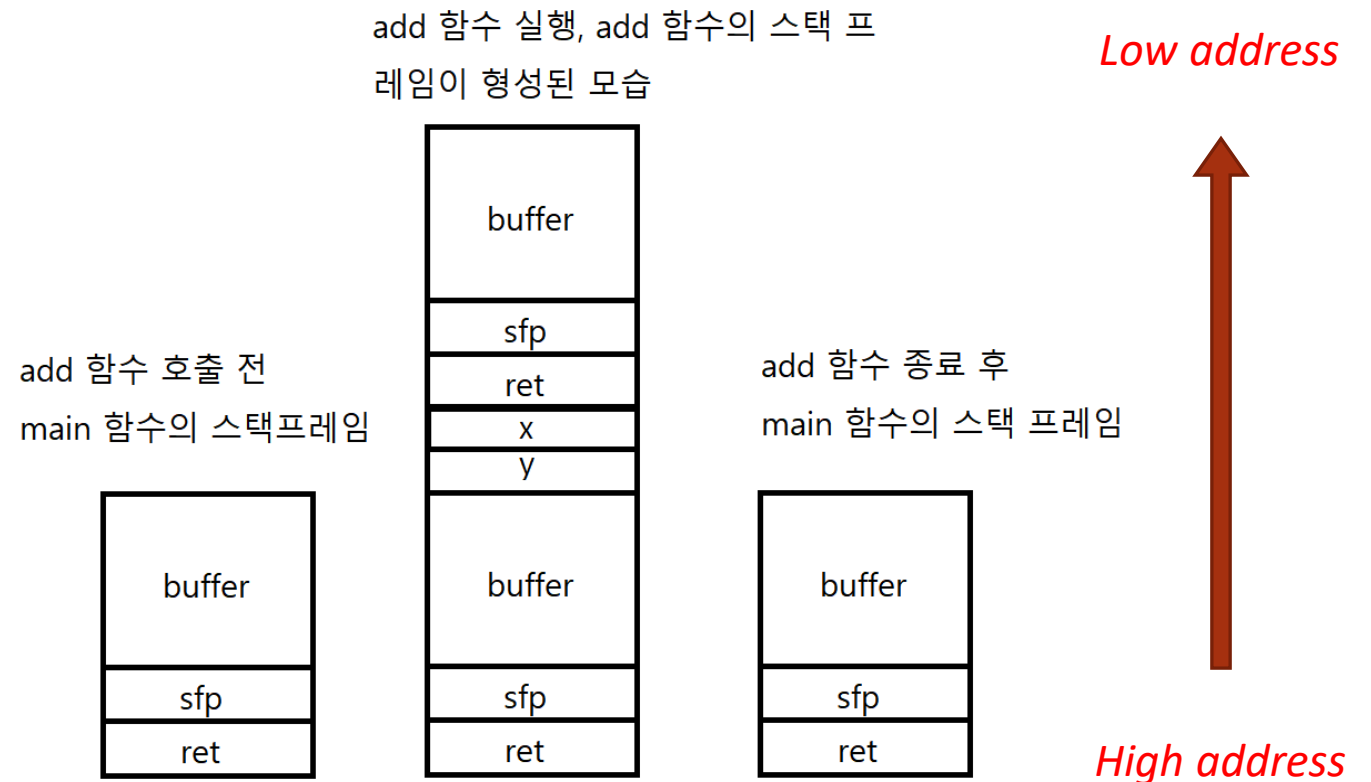 add 함수 실행, add 함수의 스택 프
레임이 형성된 모습
Low address
buffer
sfp
ret
x
y
buffer
sfp
ret
add 함수 호출 전
main 함수의 스택프레임
buffer
sfp
ret
add 함수 종료 후
main 함수의 스택 프레임
buffer
sfp
ret
High address